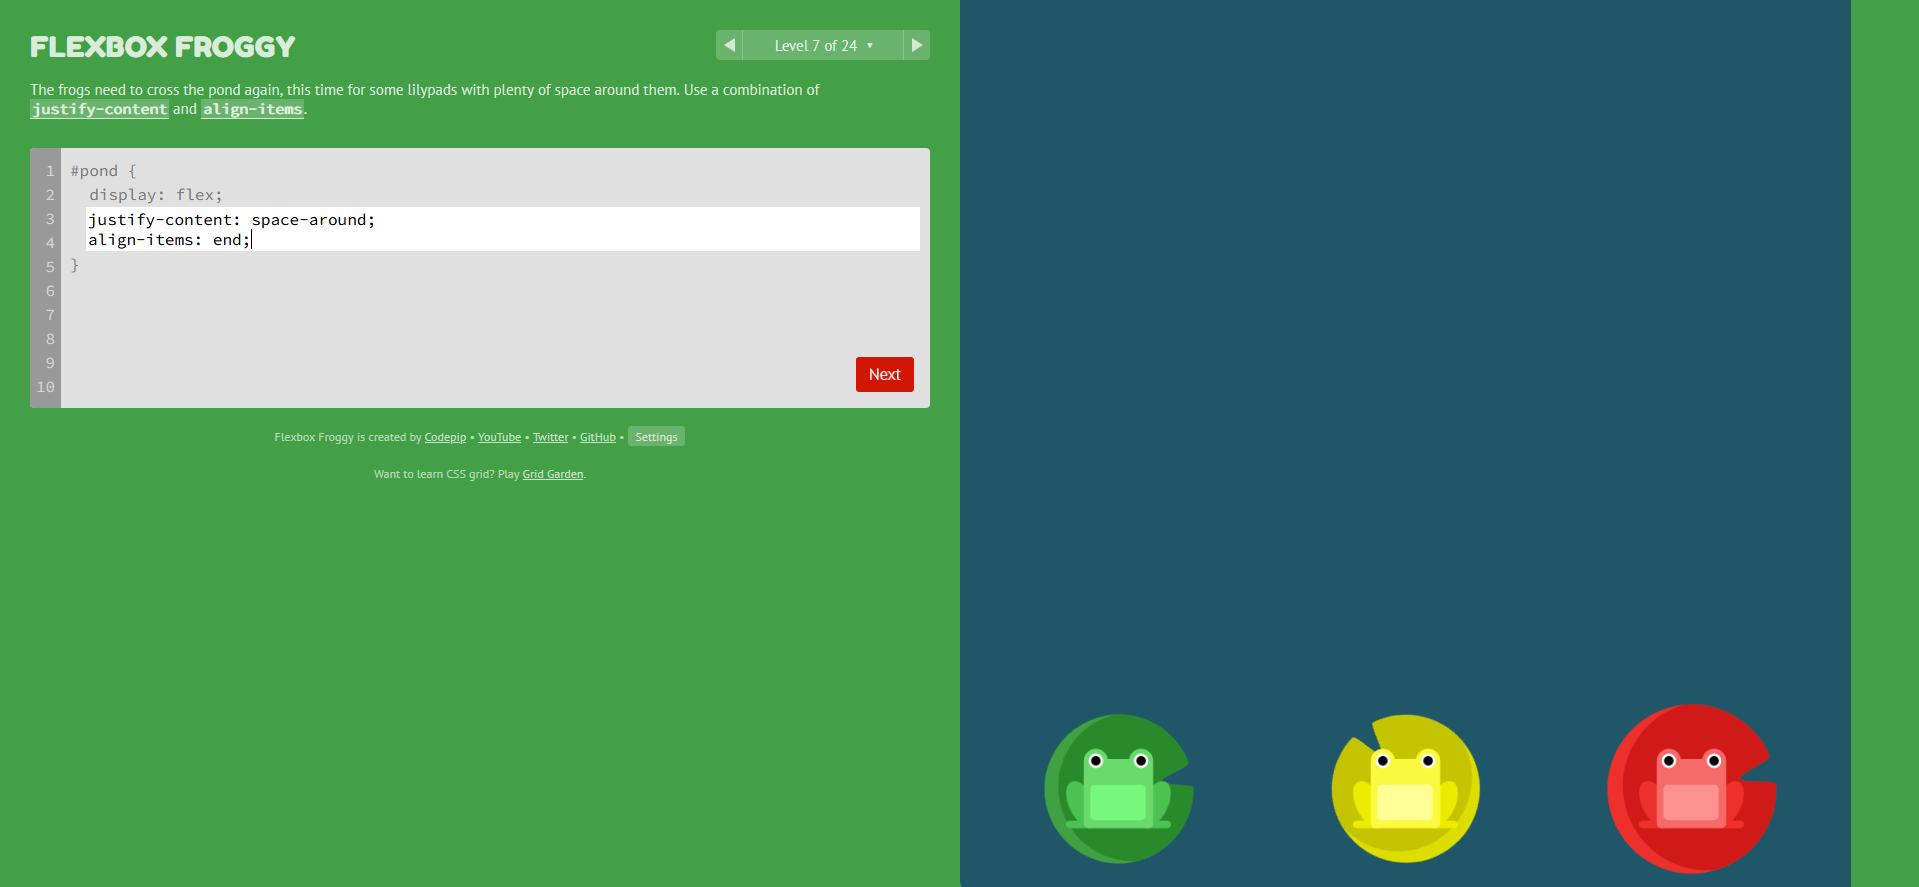 FLEXBOX FROGGY
Level 7 of 24
The frogs need to cross the pond again, this time for some lilypads with plenty of space around them. Use a combination of
justify-content and align-items.
1 #pond {
2 display: flex;
3 justify-content: space-around;
4 align-items: end;
5 }
6
7
8
9
10
Next
Flexbox Froggy is created by Codepip • YouTube • Twitter • GitHub • Settings
Want to learn CSS grid? Play Grid Garden.